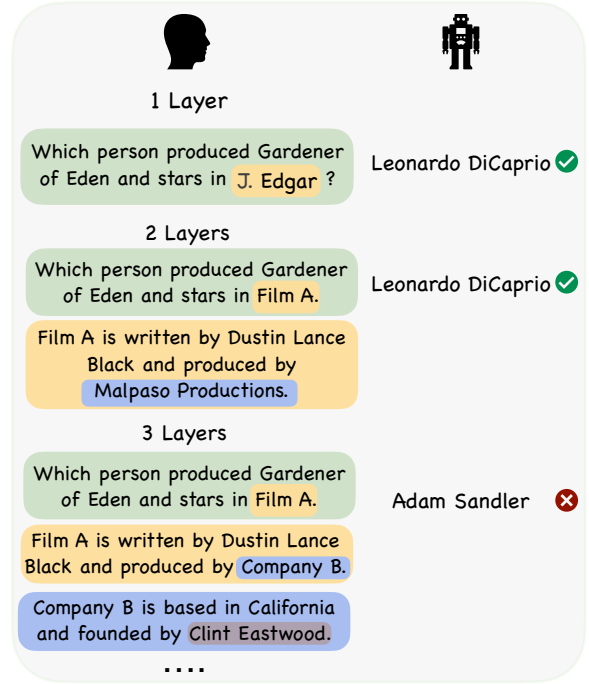 1 Layer
Which person produced Gardener
of Eden and stars in J. Edgar ?
Leonardo DiCaprio
2 Layers
Which person produced Gardener
of Eden and stars in Film A.
Leonardo DiCaprio
Film A is written by Dustin Lance
Black and produced by
Malpaso Productions.
3 Layers
Which person produced Gardener
of Eden and stars in Film A.
Adam Sandler
Film A is written by Dustin Lance
Black and produced by Company B.
Company B is based in California
and founded by Clint Eastwood.
....